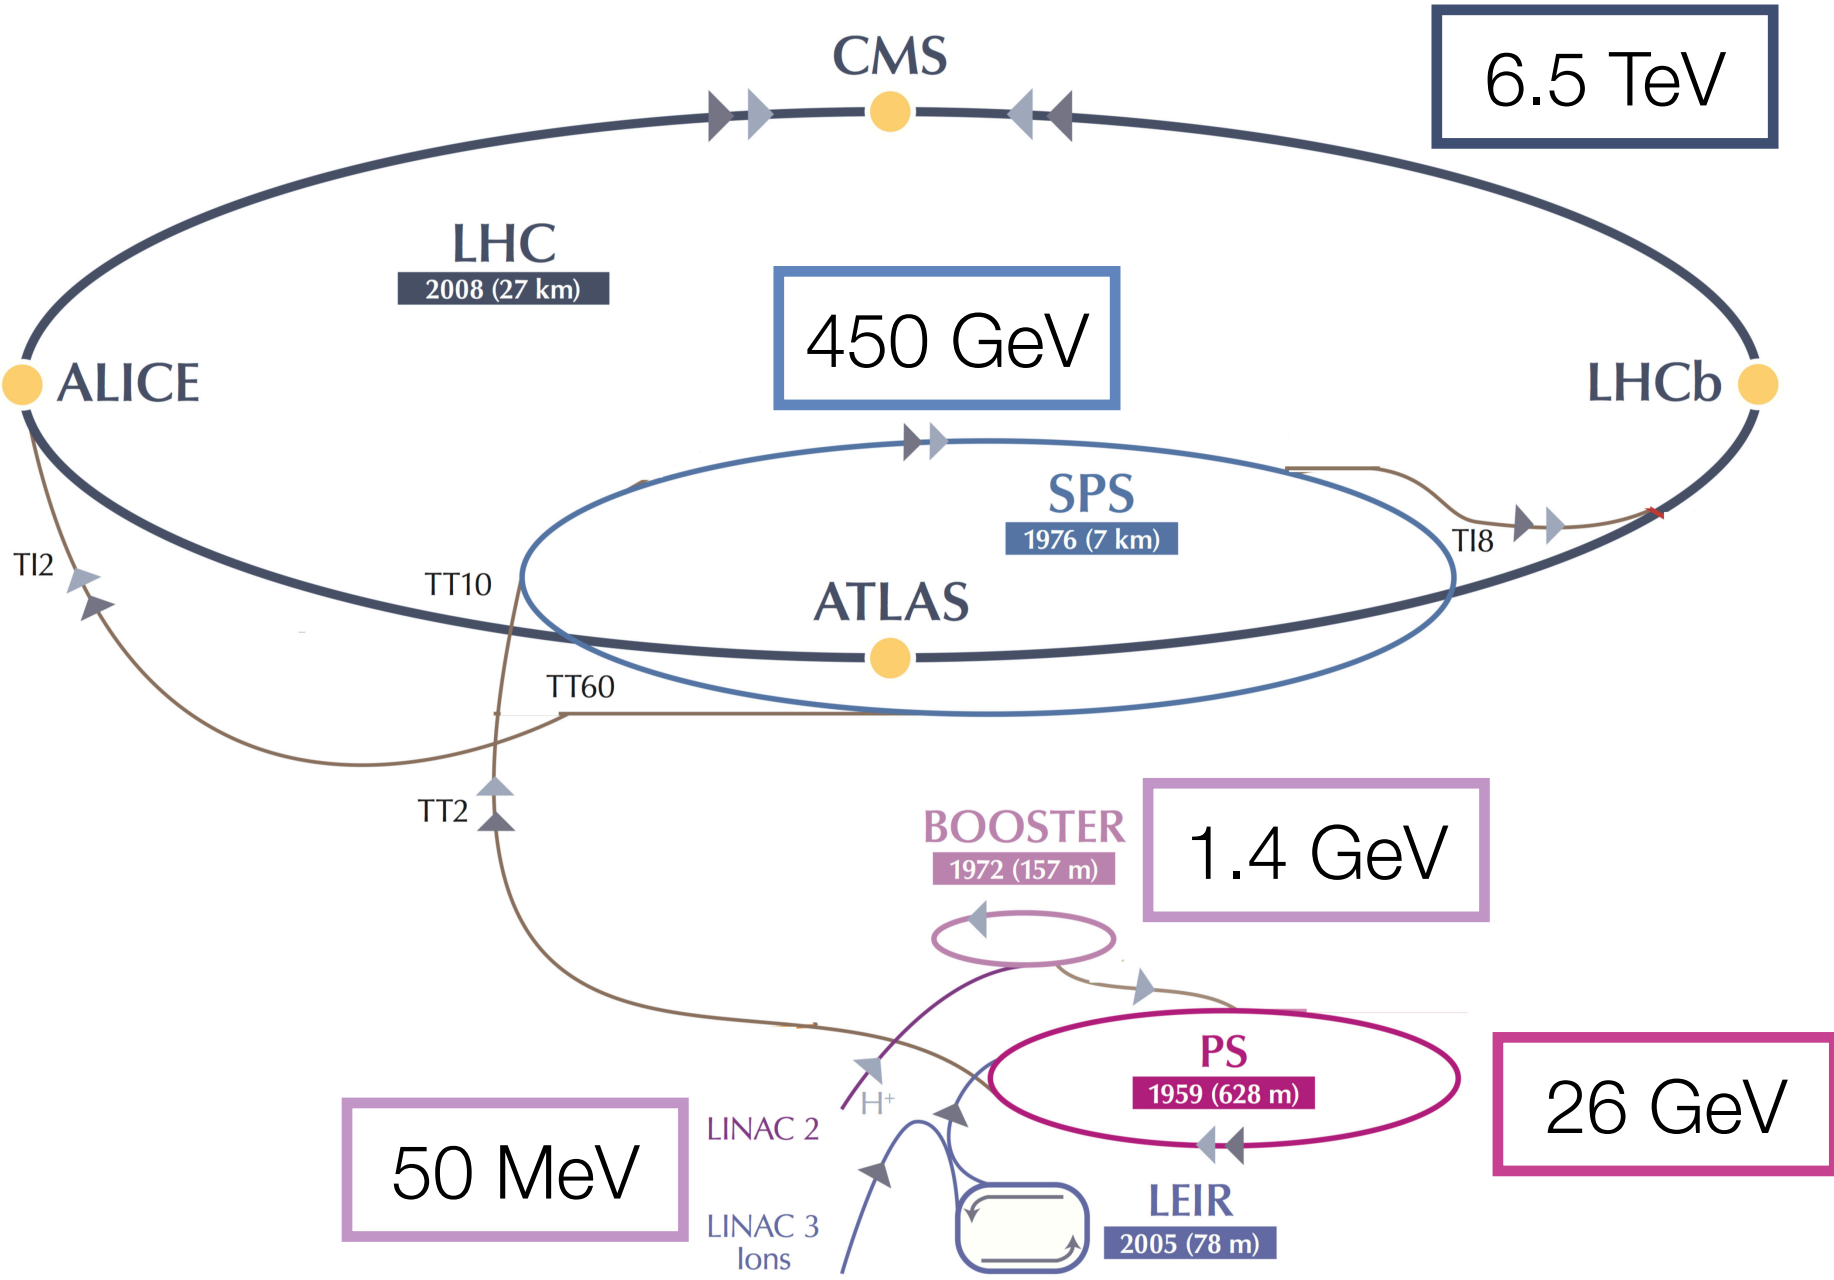 CMS
6.5 TeV
LHC
2008 (27 km)
450 GeV
ALICE
LHCb
SPS
1976 (7 km)
TI8
TI2
TT10
ATLAS
TT60
TT2
BOOSTER
1972 (157 m)
1.4 GeV
PS
1959 (628 m)
26 GeV
H⁺
LINAC 2
50 MeV
LEIR
2005 (78 m)
LINAC 3
Ions